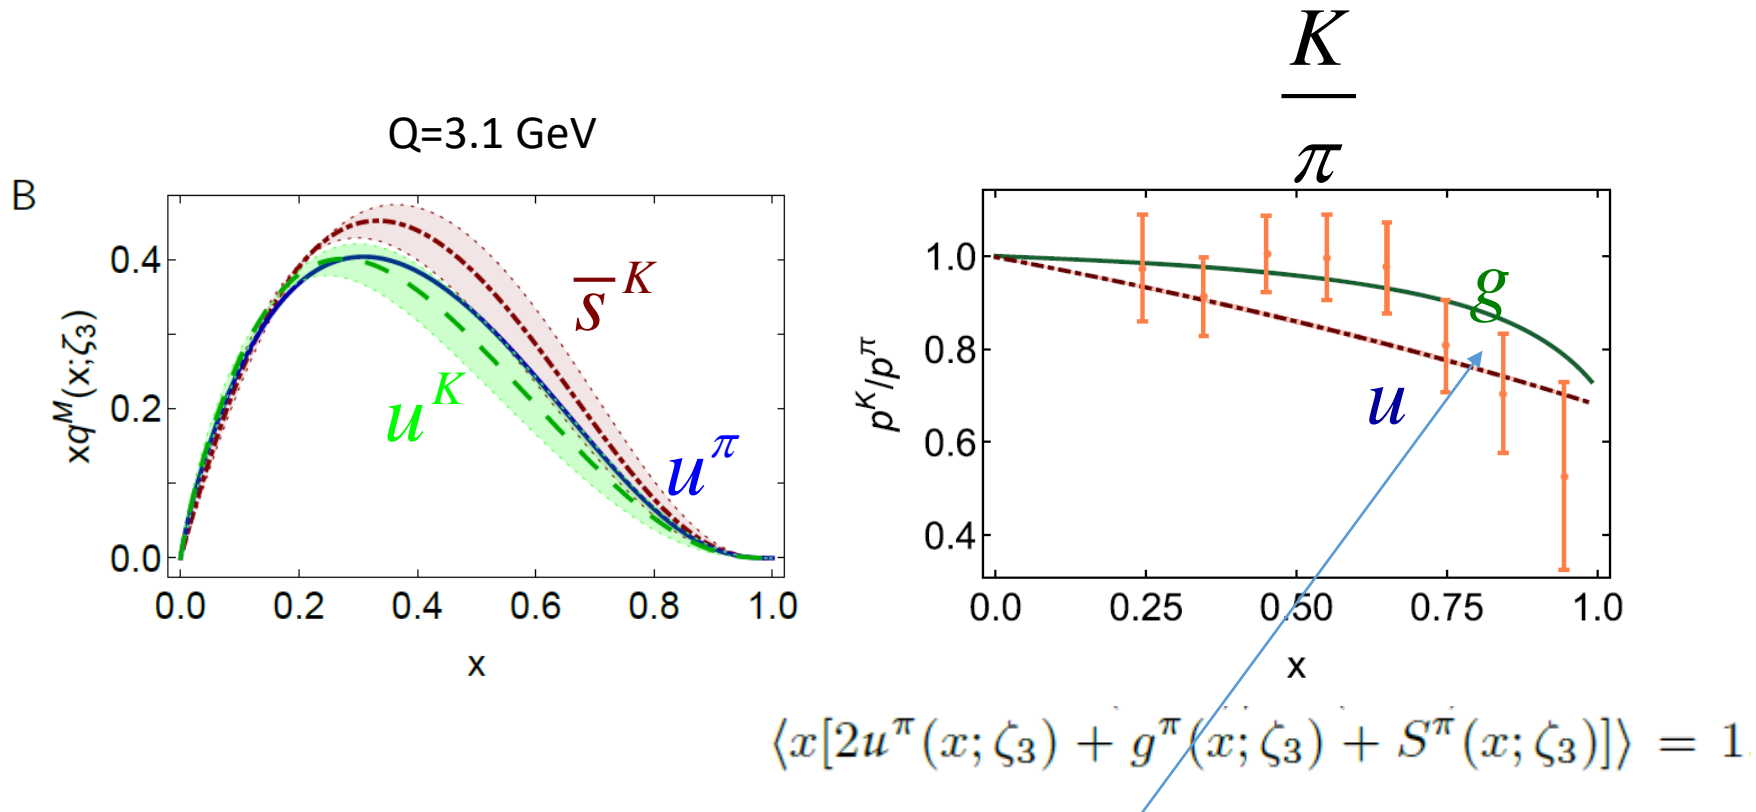 K
π
Q=3.1 GeV
B
xq^M(x;ζ₃)
0.4
0.2
0.0
s̄^K
u^K
u^π
0.0 0.2 0.4 0.6 0.8 1.0
x
p^K/p^π
1.0
0.8
0.6
0.4
g
u
0.0 0.25 0.50 0.75 1.0
x
⟨x[2u^π(x; ζ₃) + g^π(x; ζ₃) + S^π(x; ζ₃)]⟩ = 1.